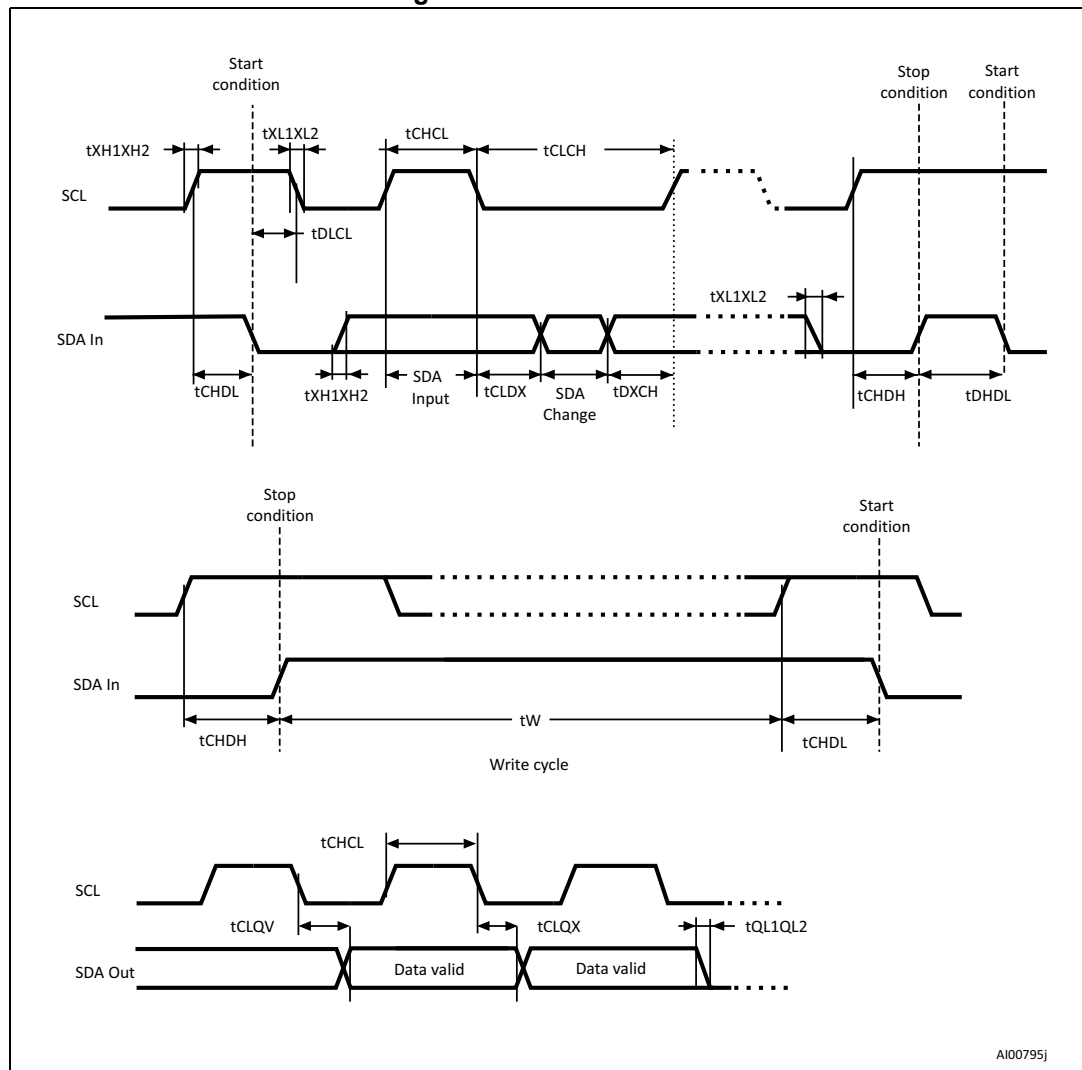 Start
condition
Stop
condition
Start
condition
tXH1XH2
tXL1XL2
tCHCL
tCLCH
SCL
tDLCL
tXL1XL2
SDA In
tCHDL
tXH1XH2
SDA
Input
tCLDX
SDA
Change
tDXCH
tCHDH
tDHDL
Stop
condition
Start
condition
SCL
SDA In
tCHDH
tW
tCHDL
Write cycle
tCHCL
SCL
tCLQV
tCLQX
tQL1QL2
SDA Out
Data valid
Data valid
AI00795j